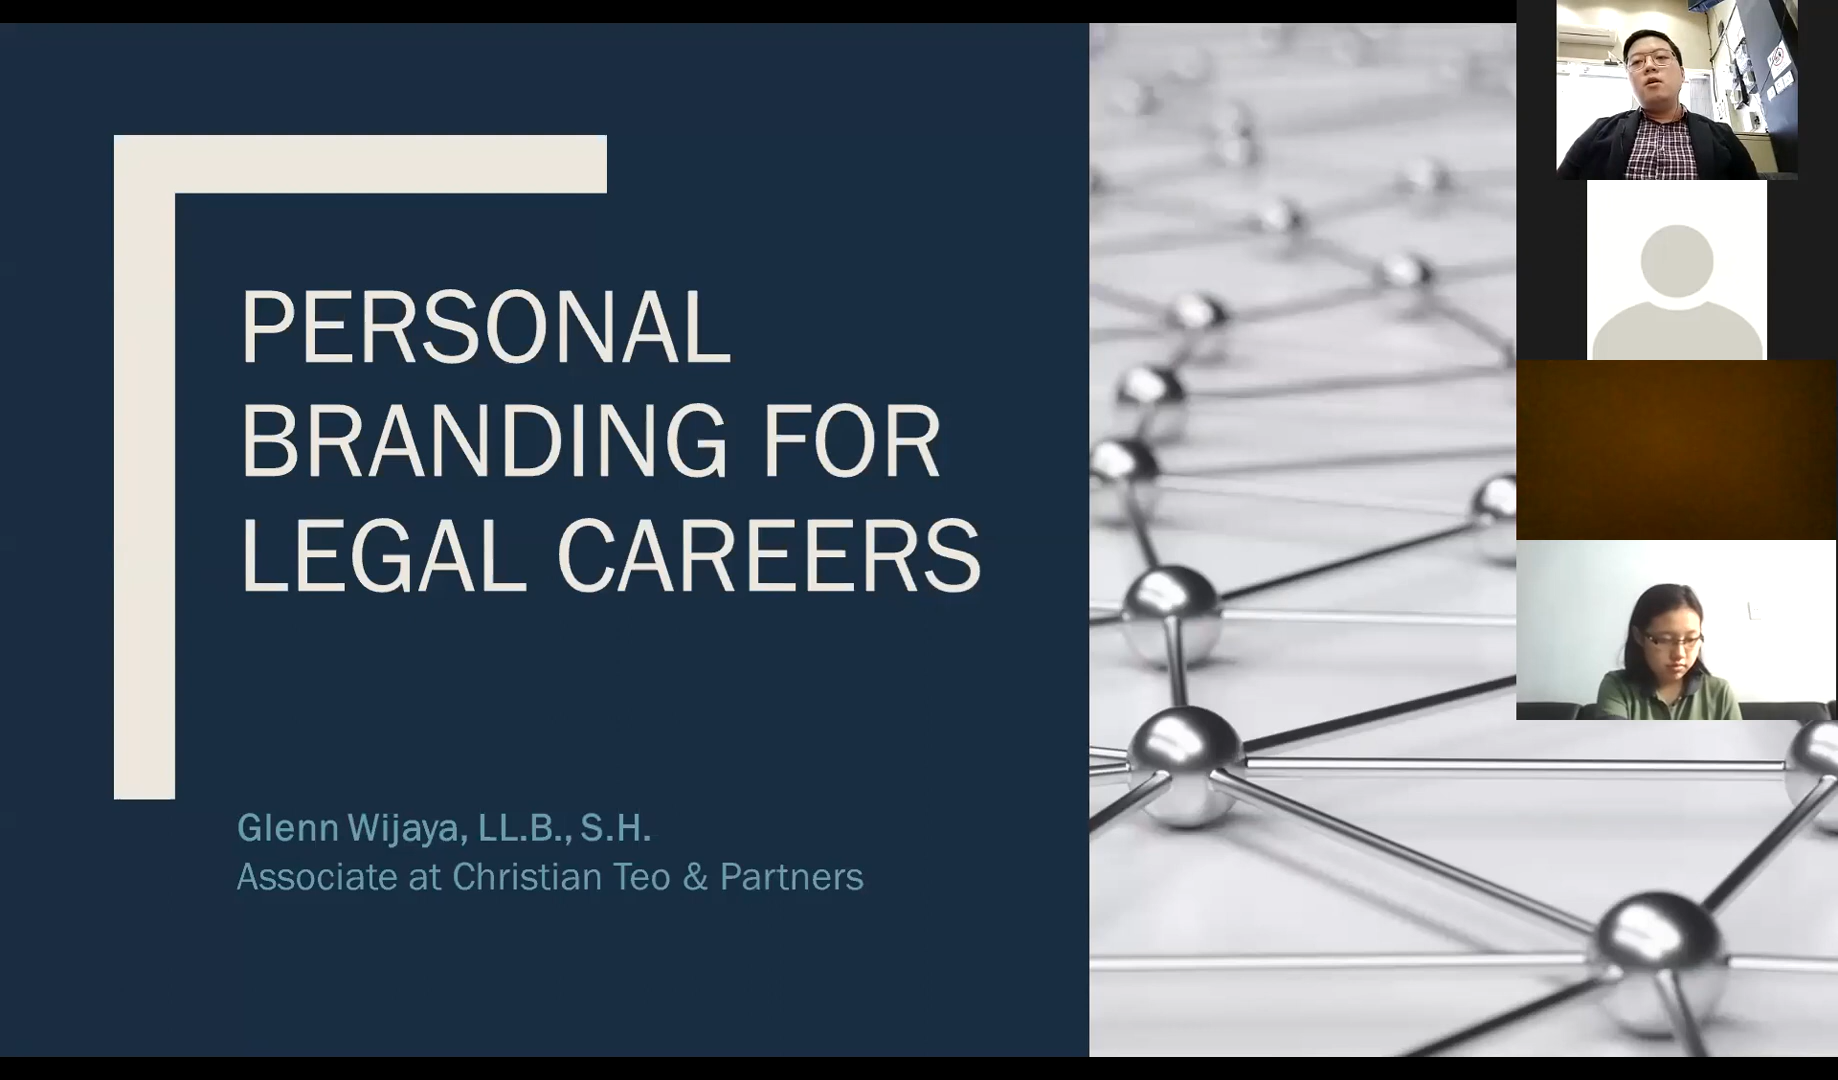 PERSONAL
BRANDING FOR
LEGAL CAREERS
Glenn Wijaya, LL.B., S.H.
Associate at Christian Teo & Partners